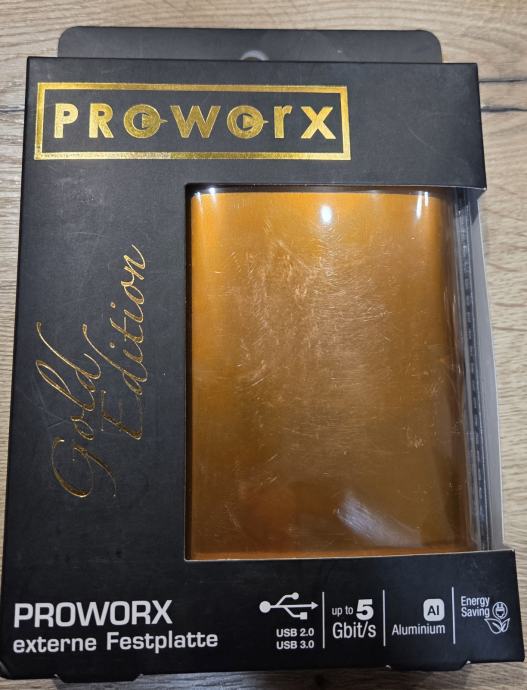 PROWORX
Gold
Edition
PROWORX
externe Festplatte
USB 2.0
USB 3.0
up to 5
Gbit/s
Al
Aluminium
Energy
Saving